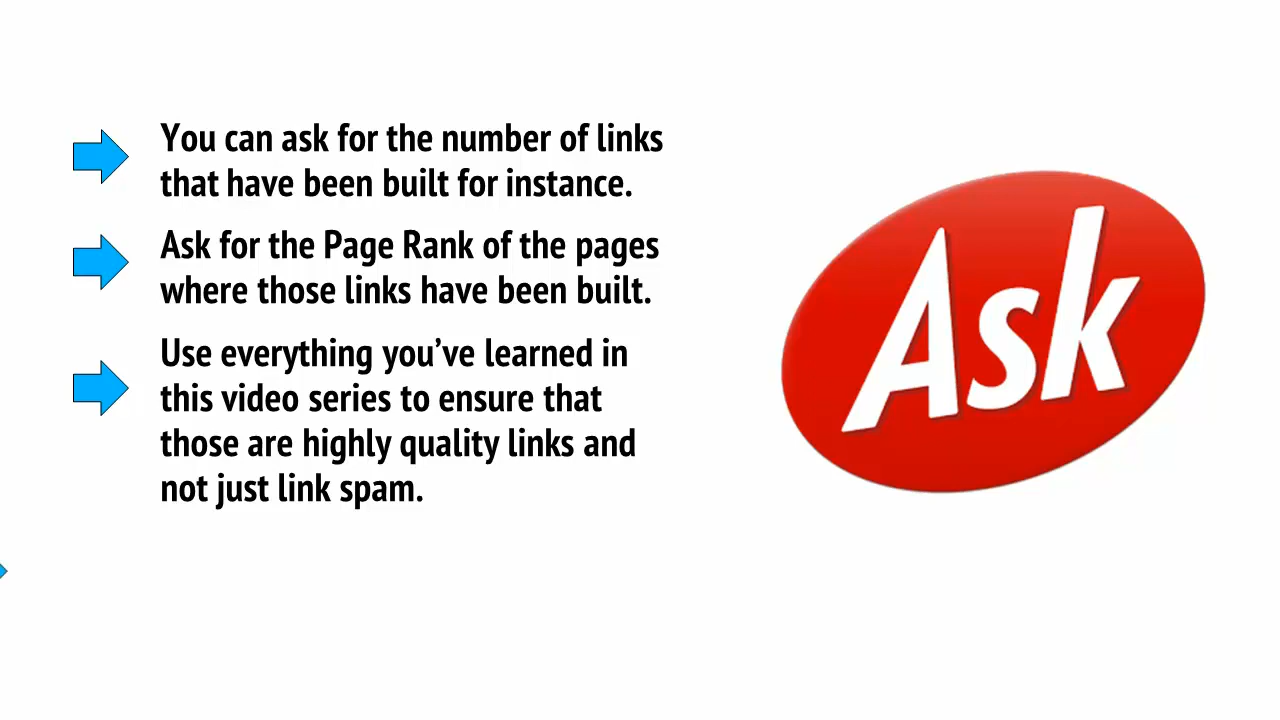 You can ask for the number of links
that have been built for instance.
Ask for the Page Rank of the pages
where those links have been built.
Use everything you’ve learned in
this video series to ensure that
those are highly quality links and
not just link spam.
Ask